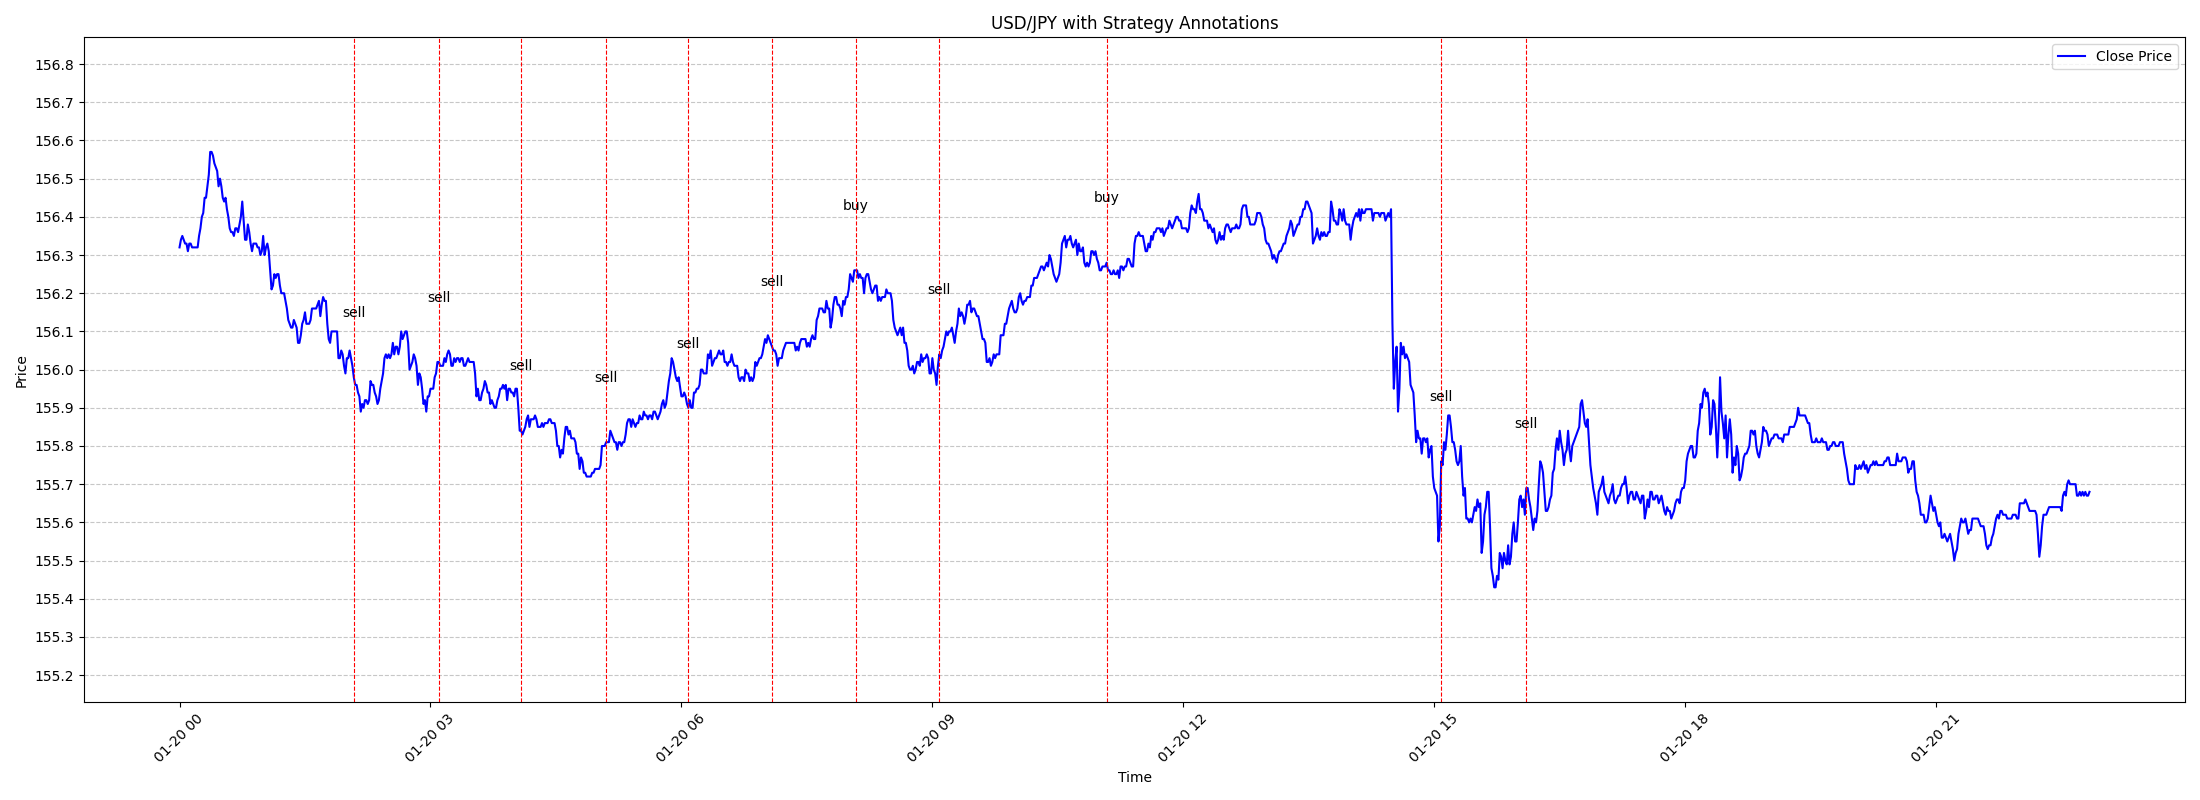 USD/JPY with Strategy Annotations
Close Price
156.8
156.7
156.6
156.5
156.4
156.3
156.2
156.1
156.0
155.9
155.8
155.7
155.6
155.5
155.4
155.3
155.2
Price
sell
sell
sell
sell
sell
sell
buy
sell
buy
sell
sell
01-20 00
01-20 03
01-20 06
01-20 09
01-20 12
01-20 15
01-20 18
01-20 21
Time